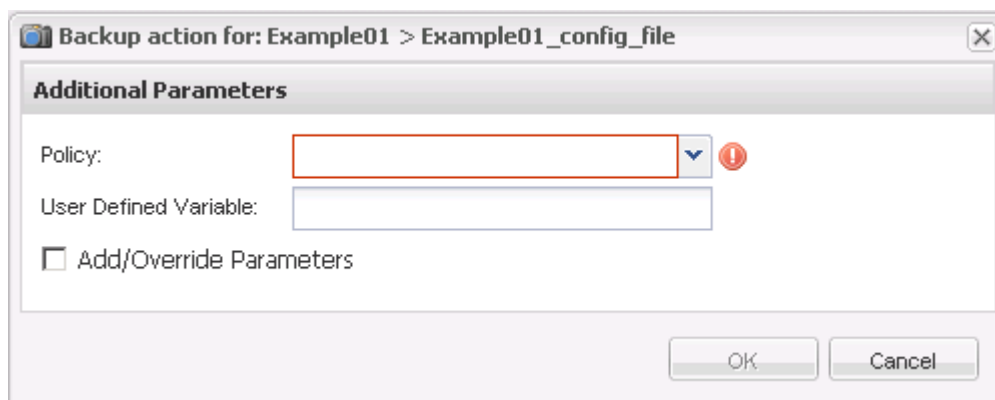 Backup action for: Example01 > Example01_config_file
Additional Parameters
Policy:
User Defined Variable:
Add/Override Parameters
OK
Cancel